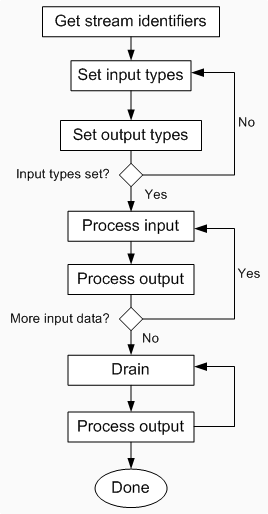 Get stream identifiers
Set input types
No
Set output types
Input types set?
Yes
Process input
Process output
Yes
More input data?
No
Drain
Process output
Done